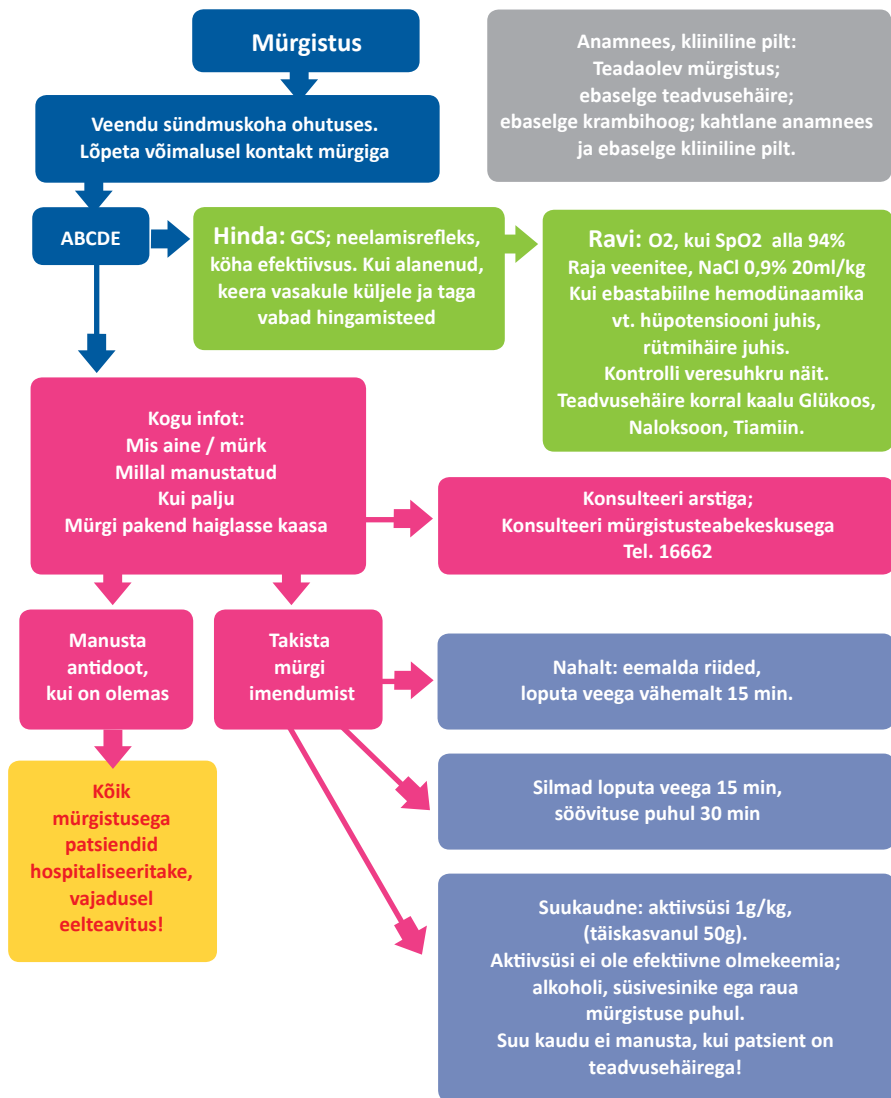 Mürgistus
Anamnees, kliiniline pilt:
Teadaolev mürgistus;
ebaselge teadvusehäire;
ebaselge krambihoog; kahtlane anamnees
ja ebaselge kliiniline pilt.
Veendu sündmuskoha ohutuses.
Lõpeta võimalusel kontakt mürgiga
ABCDE
Hinda: GCS; neelamisrefleks,
köha efektiivsus. Kui alanenud,
keera vasakule küljele ja taga
vabad hingamisteed
Ravi: O2, kui SpO2 alla 94%
Raja veenitee, NaCl 0,9% 20ml/kg
Kui ebastabiilne hemodünaamika
vt. hüpotensiooni juhis,
rütmihäire juhis.
Kontrolli veresuhkru näit.
Teadvusehäire korral kaalu Glükoos,
Naloksoon, Tiamiin.
Kogu infot:
Mis aine / mürk
Millal manustatud
Kui palju
Mürgi pakend haiglasse kaasa
Konsulteeri arstiga;
Konsulteeri mürgistusteabekeskusega
Tel. 16662
Manusta
antidoot,
kui on olemas
Takista
mürgi
imendumist
Nahalt: eemalda riided,
loputa veega vähemalt 15 min.
Kõik
mürgistusega
patsiendid
hospitaliseeritake,
vajadusel
eelteavitus!
Silmad loputa veega 15 min,
söövituse puhul 30 min
Suukaudne: aktiivsüsi 1g/kg,
(täiskasvanul 50g).
Aktiivsüsi ei ole efektiivne olmekeemia;
alkoholi, süsivesinike ega raua
mürgistuse puhul.
Suu kaudu ei manusta, kui patsient on
teadvusehäirega!